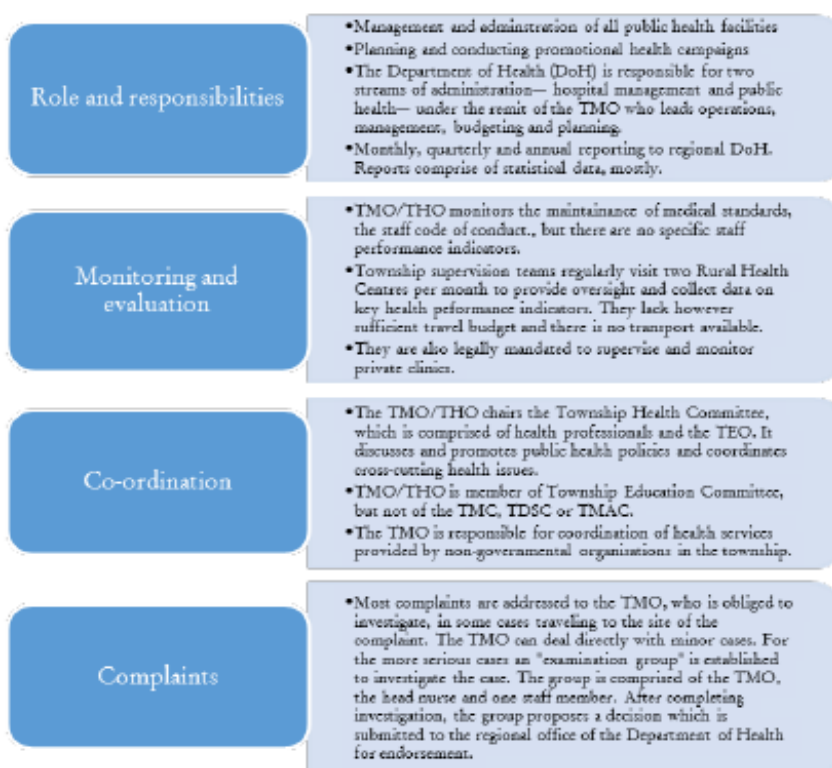 Role and responsibilities
•Management and adminstration of all public health facilities
•Planning and conducting promotional health campaigns
•The Department of Health (DoH) is responsible for two
streams of administration— hospital management and public
health— under the remit of the TMO who leads operations,
management, budgeting and planning.
•Monthly, quarterly and annual reporting to regional DoH.
Reports comprise of statistical data, mostly.
Monitoring and
evaluation
•TMO/THO monitors the maintainance of medical standards,
the staff code of conduct., but there are no specific staff
performance indicators.
•Township supervision teams regularly visit two Rural Health
Centres per month to provide oversight and collect data on
key health peformance indicators. They lack however
sufficient travel budget and there is no transport available.
•They are also legally mandated to supervise and monitor
private clinics.
Co-ordination
•The TMO/THO chairs the Township Health Committee,
which is comprised of health professionals and the TEO. It
discusses and promotes public health policies and coordinates
cross-cutting health issues.
•TMO/THO is member of Township Education Committee,
but not of the TMC, TDSC or TMAC.
•The TMO is responsible for coordination of health services
provided by non-governmental organisations in the township.
Complaints
•Most complaints are addressed to the TMO, who is obliged to
investigate, in some cases traveling to the site of the
complaint. The TMO can deal directly with minor cases. For
the more serious cases an "examination group" is established
to investigate the case. The group is comprised of the TMO,
the head nurse and one staff member. After completing
investigation, the group proposes a decision which is
submitted to the regional office of the Department of Health
for endorsement.